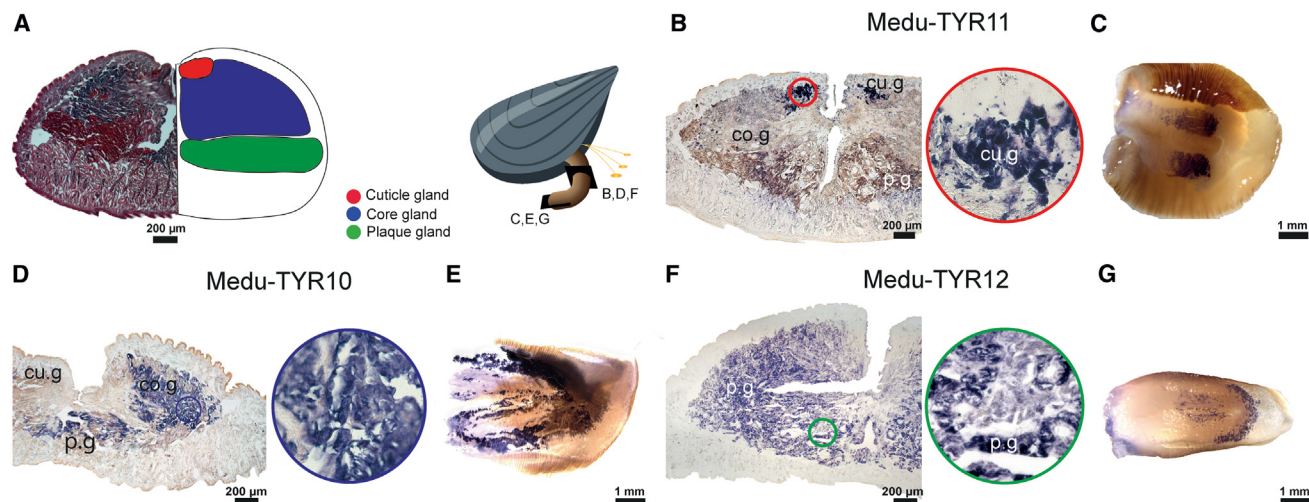 A
200 µm
Cuticle gland
Core gland
Plaque gland
B,D,F
C,E,G
Medu-TYR11
B
cu.g
co.g
p.g
200 µm
cu.g
C
1 mm
Medu-TYR10
D
cu.g
co.g
p.g
200 µm
E
1 mm
Medu-TYR12
F
p.g
200 µm
p.g
G
1 mm